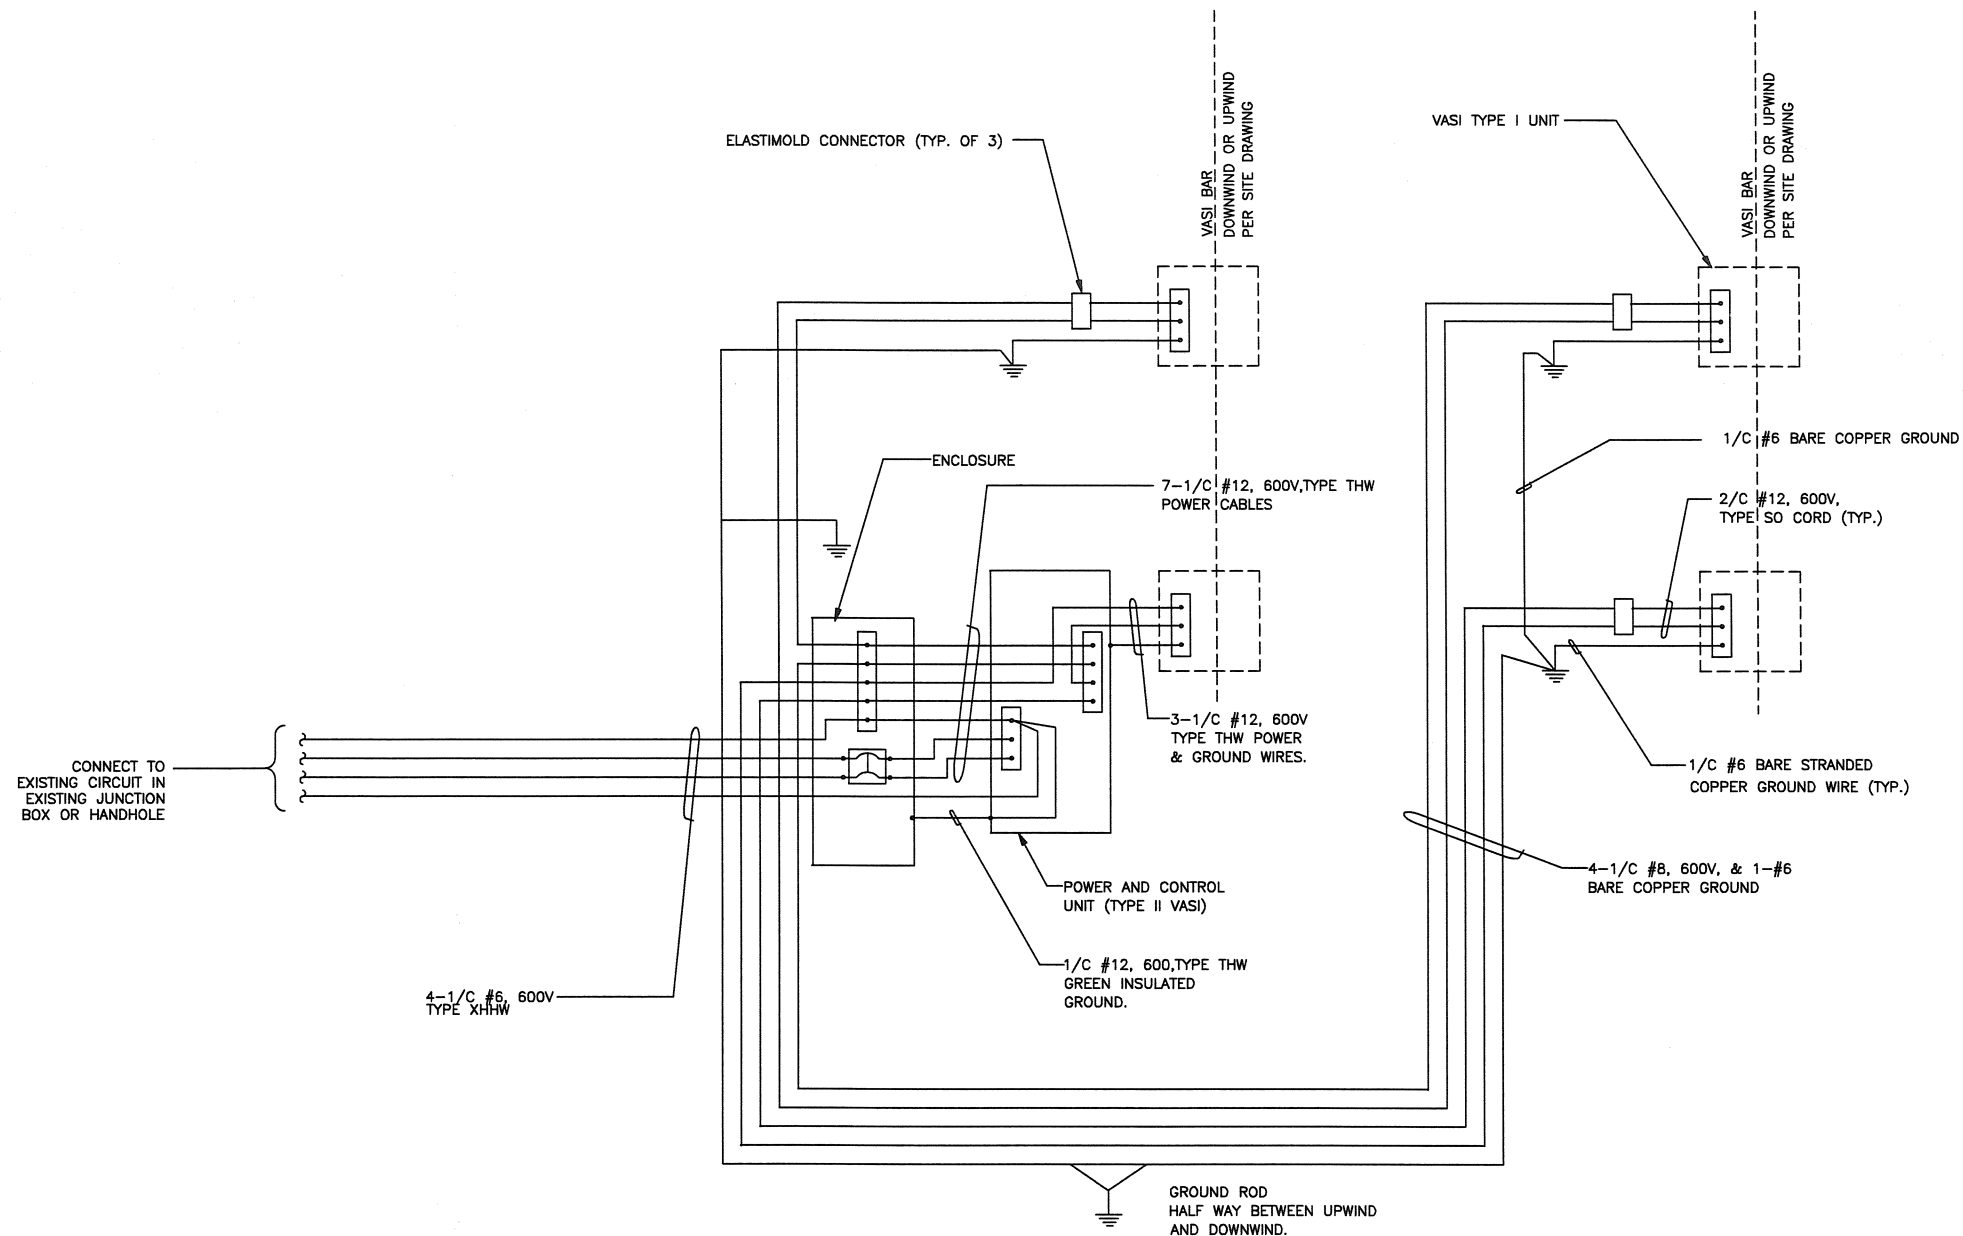 ELASTIMOLD CONNECTOR (TYP. OF 3)
VASI BAR
DOWNWIND OR UPWIND
PER SITE DRAWING
VASI TYPE I UNIT
VASI BAR
DOWNWIND OR UPWIND
PER SITE DRAWING
ENCLOSURE
7-1/C #12, 600V,TYPE THW
POWER CABLES
1/C #6 BARE COPPER GROUND
2/C #12, 600V,
TYPE SO CORD (TYP.)
3-1/C #12, 600V
TYPE THW POWER
& GROUND WIRES.
CONNECT TO
EXISTING CIRCUIT IN
EXISTING JUNCTION
BOX OR HANDHOLE
1/C #6 BARE STRANDED
COPPER GROUND WIRE (TYP.)
4-1/C #8, 600V, & 1-#6
BARE COPPER GROUND
POWER AND CONTROL
UNIT (TYPE II VASI)
1/C #12, 600,TYPE THW
GREEN INSULATED
GROUND.
4-1/C #6, 600V
TYPE XHHW
GROUND ROD
HALF WAY BETWEEN UPWIND
AND DOWNWIND.